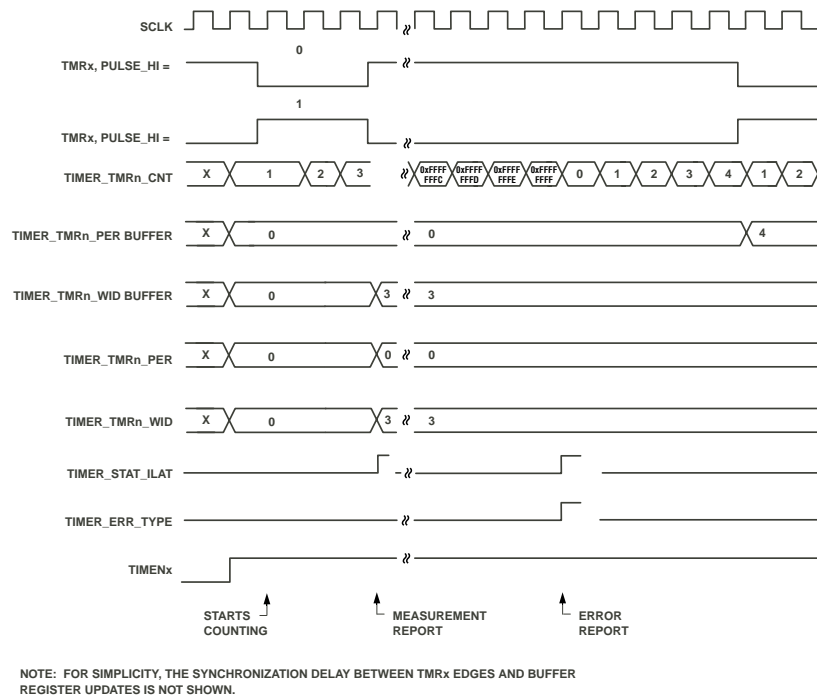 SCLK
0
TMRx, PULSE_HI =
1
TMRx, PULSE_HI =
TIMER_TMRn_CNT X 1 2 3 0xFFFF FFFC 0xFFFF FFFD 0xFFFF FFFE 0xFFFF FFFF 0 1 2 3 4 1 2
TIMER_TMRn_PER BUFFER X 0 0 4
TIMER_TMRn_WID BUFFER X 0 3 3
TIMER_TMRn_PER X 0 0 0
TIMER_TMRn_WID X 0 3 3
TIMER_STAT_ILAT
TIMER_ERR_TYPE
TIMENx
STARTS COUNTING
MEASUREMENT REPORT
ERROR REPORT
NOTE: FOR SIMPLICITY, THE SYNCHRONIZATION DELAY BETWEEN TMRx EDGES AND BUFFER
REGISTER UPDATES IS NOT SHOWN.